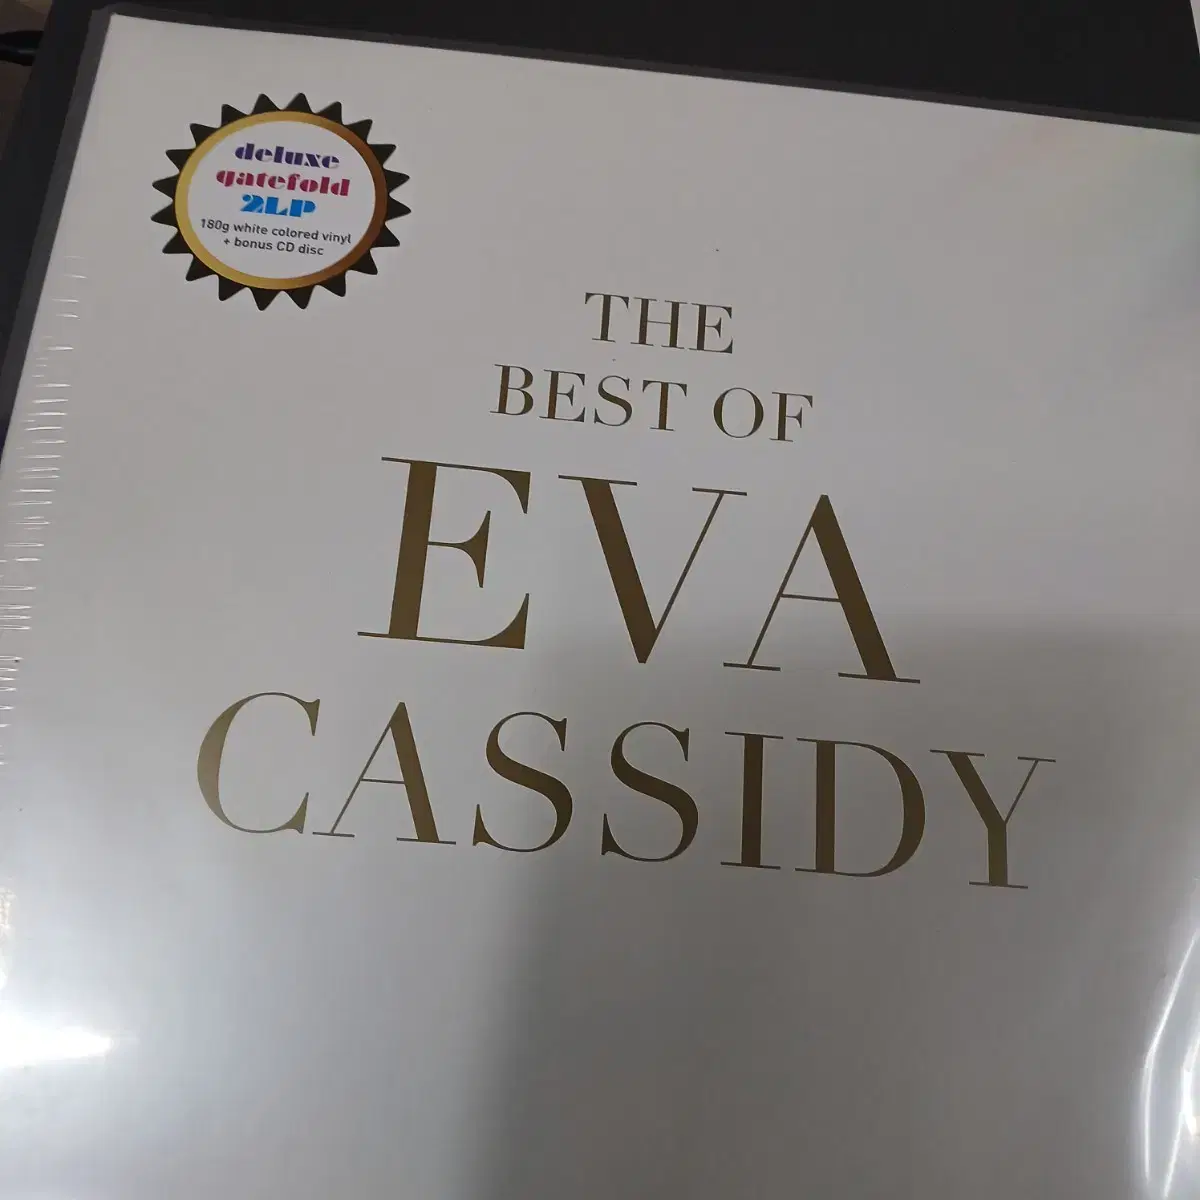 deluxe
gatefold
2LP
180g white colored vinyl
+ bonus CD disc
THE
BEST OF
EVA
CASSIDY